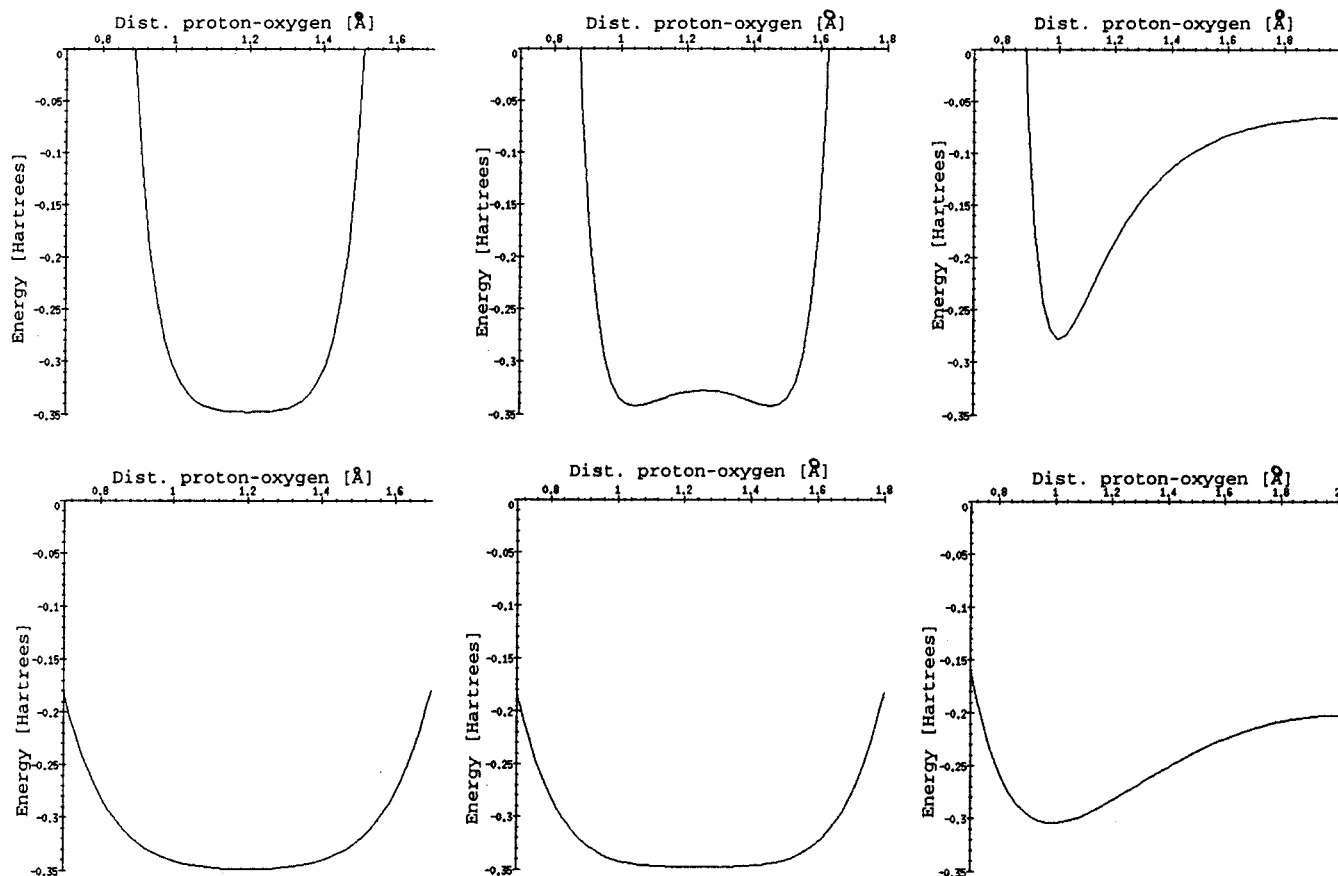 Dist. proton-oxygen [Å]
0,8 1 1,2 1,4 1,6
0
-0,05
-0,1
-0,15
-0,2
-0,25
-0,3
-0,35
Energy [Hartrees]
Dist. proton-oxygen [Å]
0,8 1 1,2 1,4 1,6 1,8
0
-0,05
-0,1
-0,15
-0,2
-0,25
-0,3
-0,35
Energy [Hartrees]
Dist. proton-oxygen [Å]
0,8 1 1,2 1,4 1,6 1,8
0
-0,05
-0,1
-0,15
-0,2
-0,25
-0,3
-0,35
Energy [Hartrees]
Dist. proton-oxygen [Å]
0,8 1 1,2 1,4 1,6
0
-0,05
-0,1
-0,15
-0,2
-0,25
-0,3
-0,35
Energy [Hartrees]
Dist. proton-oxygen [Å]
0,8 1 1,2 1,4 1,6 1,8
0
-0,05
-0,1
-0,15
-0,2
-0,25
-0,3
-0,35
Energy [Hartrees]
Dist. proton-oxygen [Å]
0,8 1 1,2 1,4 1,6 1,8 2
0
-0,05
-0,1
-0,15
-0,2
-0,25
-0,3
-0,35
Energy [Hartrees]